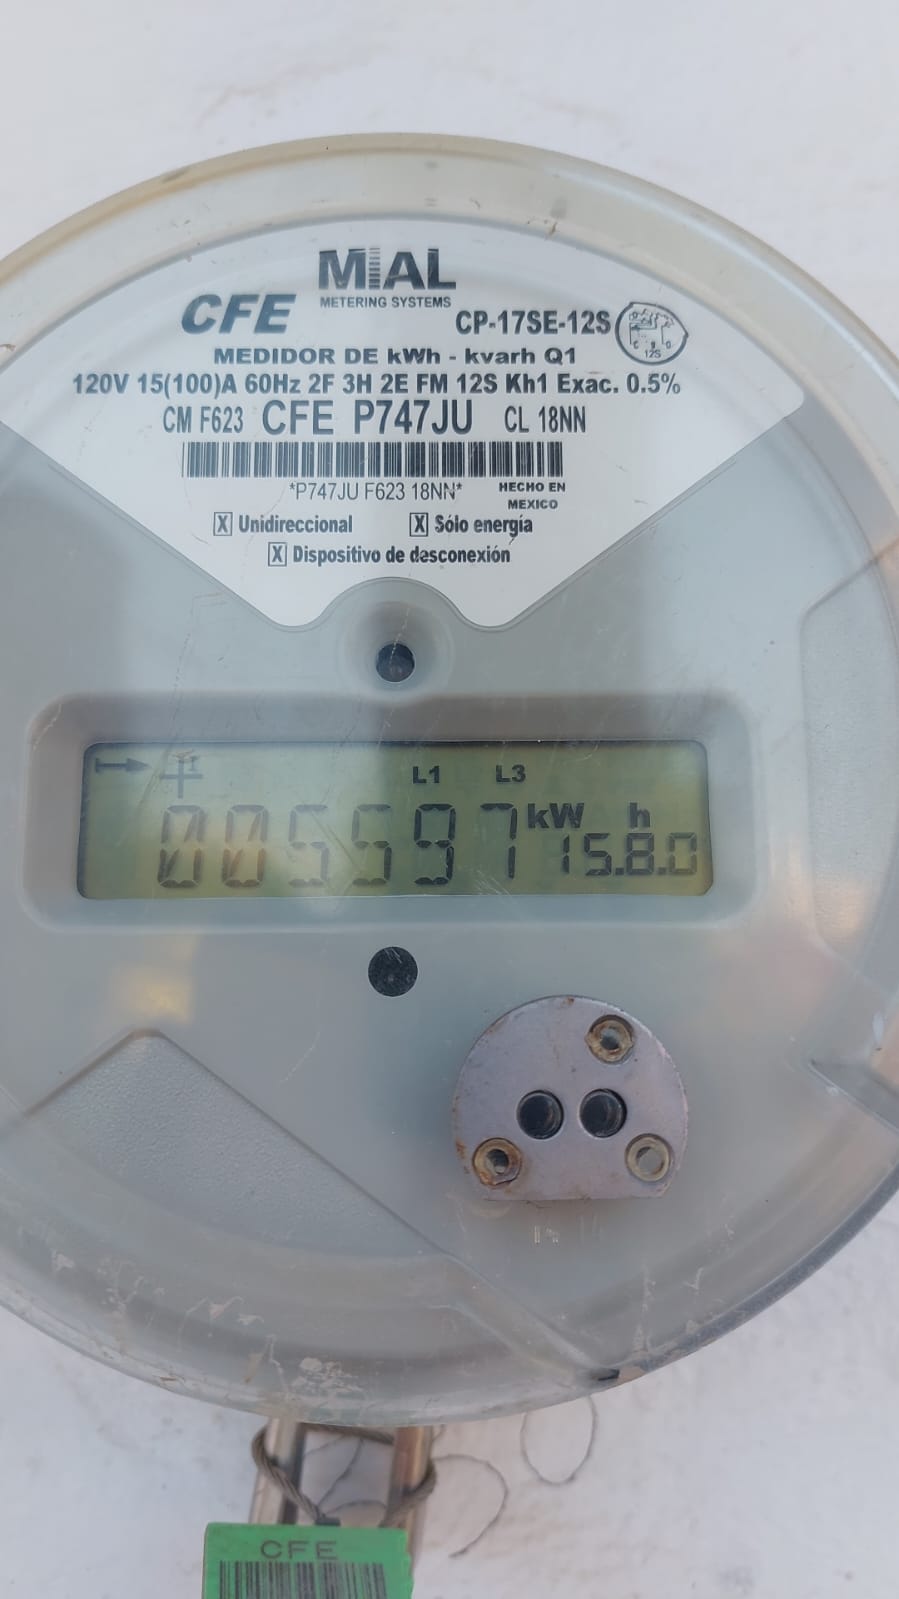 MIAL
METERING SYSTEMS
CFE
CP-17SE-12S
12S
MEDIDOR DE kWh - kvarh Q1
120V 15(100)A 60Hz 2F 3H 2E FM 12S Kh1 Exac. 0.5%
CM F623 CFE P747JU CL 18NN
*P747JU F623 18NN*
HECHO EN
MEXICO
X Unidireccional X Sólo energía
X Dispositivo de desconexión
L1 L3
005597 kW h
15.8.0
CFE